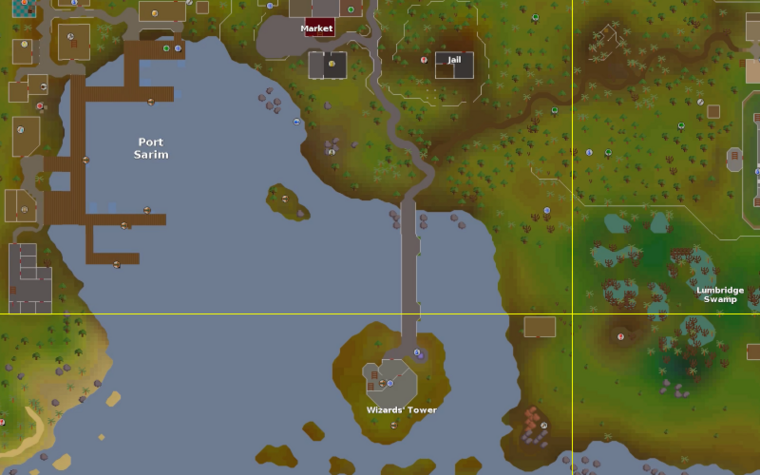 Market
Jail
Port
Sarim
Lumbridge
Swamp
Wizards' Tower